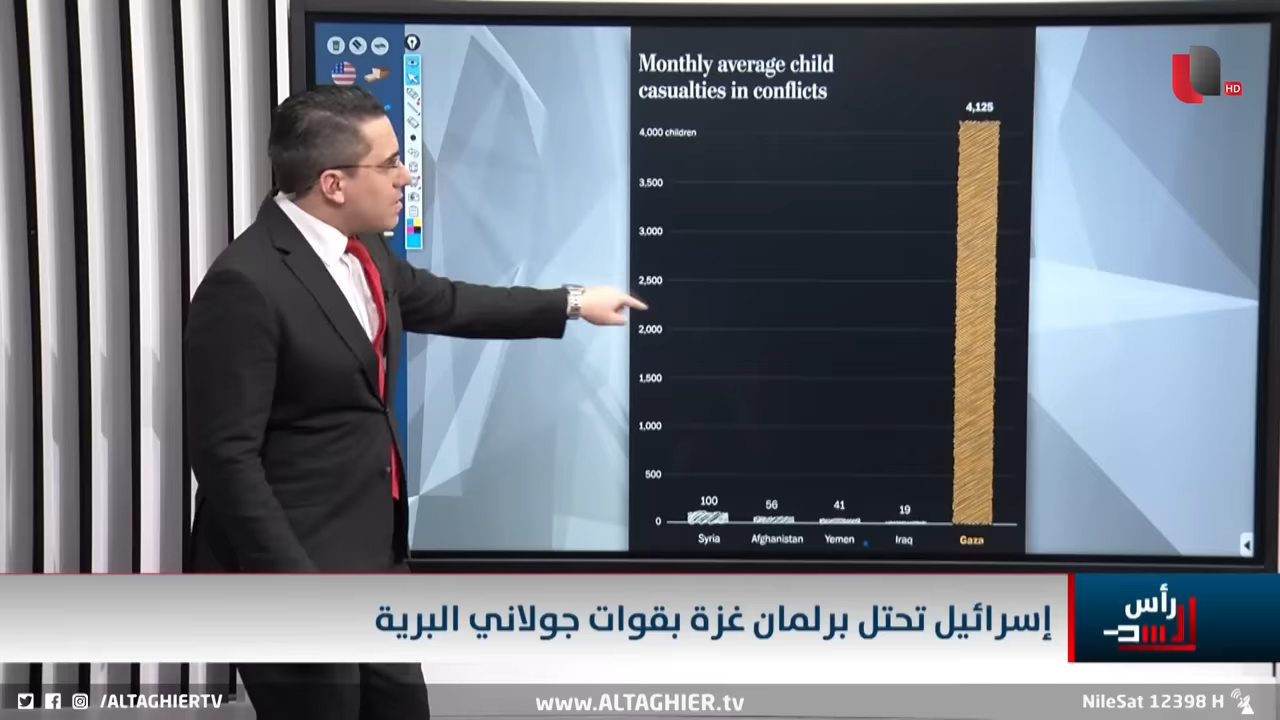 Monthly average child
casualties in conflicts
4,125
4,000 children
3,500
3,000
2,500
2,000
1,500
1,000
500
0
100
56
41
19
Syria
Afghanistan
Yemen
Iraq
Gaza
HD
إسرائيل تحتل برلمان غزة بقوات جولاني البرية
رأس
السطر
/ALTAGHIERTV
www.ALTAGHIER.tv
NileSat 12398 H